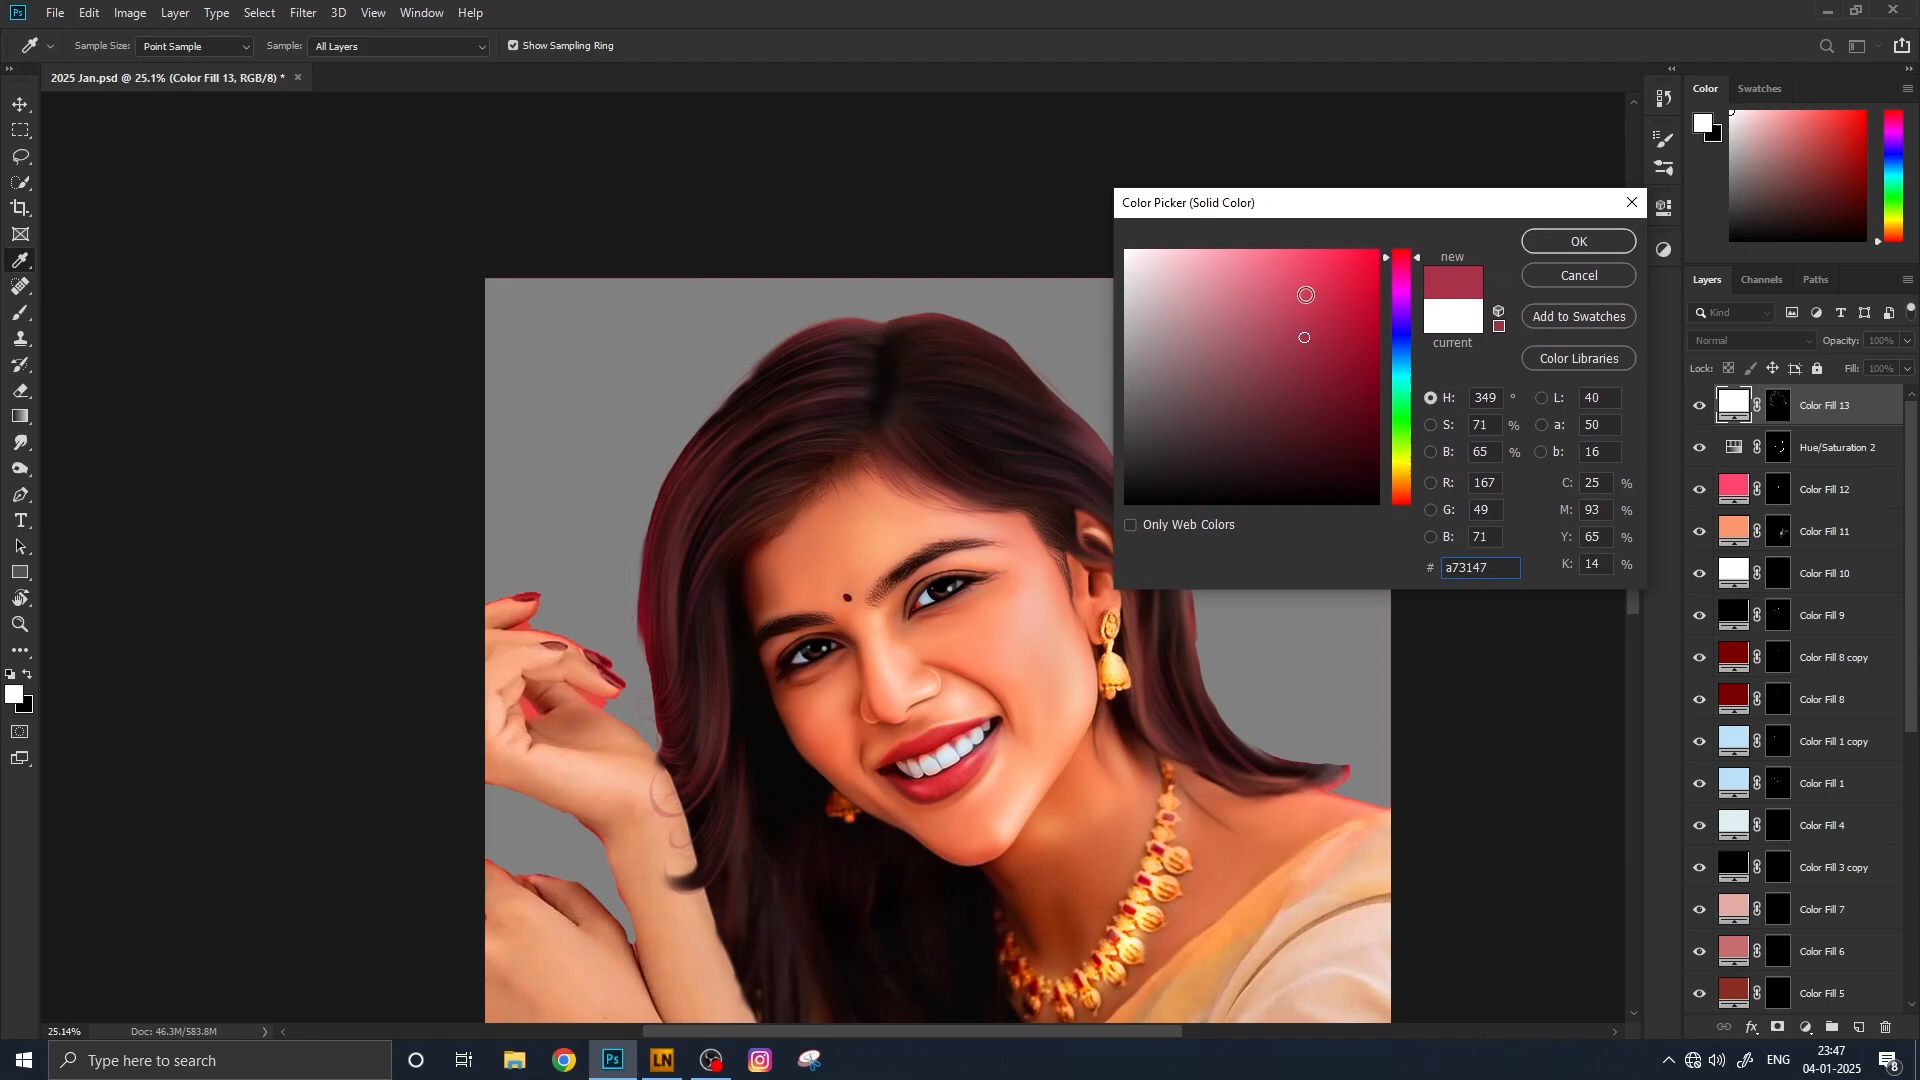 Ps File Edit Image Layer Type Select Filter 3D View Window Help
Sample Size: Point Sample Sample: All Layers Show Sampling Ring
2025 Jan.psd @ 25.1% (Color Fill 13, RGB/8) *
Color Swatches
Color Picker (Solid Color)
new
current
OK
Cancel
Add to Swatches
Color Libraries
H: 349 ° L: 40
S: 71 % a: 50
B: 65 % b: 16
R: 167 C: 25 %
G: 49 M: 93 %
B: 71 Y: 65 %
# a73147 K: 14 %
Only Web Colors
Layers Channels Paths
Kind
Normal Opacity: 100%
Lock: Fill: 100%
Color Fill 13
Hue/Saturation 2
Color Fill 12
Color Fill 11
Color Fill 10
Color Fill 9
Color Fill 8 copy
Color Fill 8
Color Fill 1 copy
Color Fill 1
Color Fill 4
Color Fill 3 copy
Color Fill 7
Color Fill 6
Color Fill 5
25.14% Doc: 46.3M/583.8M
Type here to search
Ps
LN
ENG
23:47
04-01-2025
8